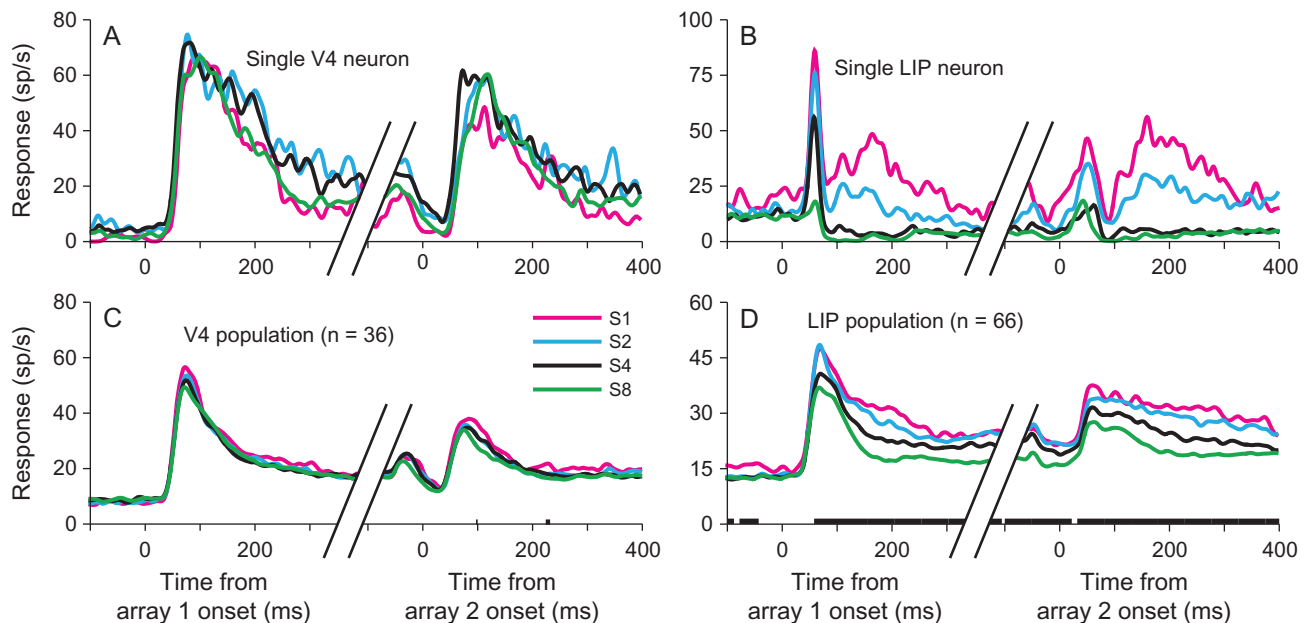 A
Single V4 neuron
Response (sp/s)
80
60
40
20
0
0
200
0
200
400
B
Single LIP neuron
100
75
50
25
0
0
200
0
200
400
C
V4 population (n = 36)
S1
S2
S4
S8
Response (sp/s)
80
60
40
20
0
0
200
0
200
400
Time from
array 1 onset (ms)
Time from
array 2 onset (ms)
D
LIP population (n = 66)
60
45
30
15
0
0
200
0
200
400
Time from
array 1 onset (ms)
Time from
array 2 onset (ms)